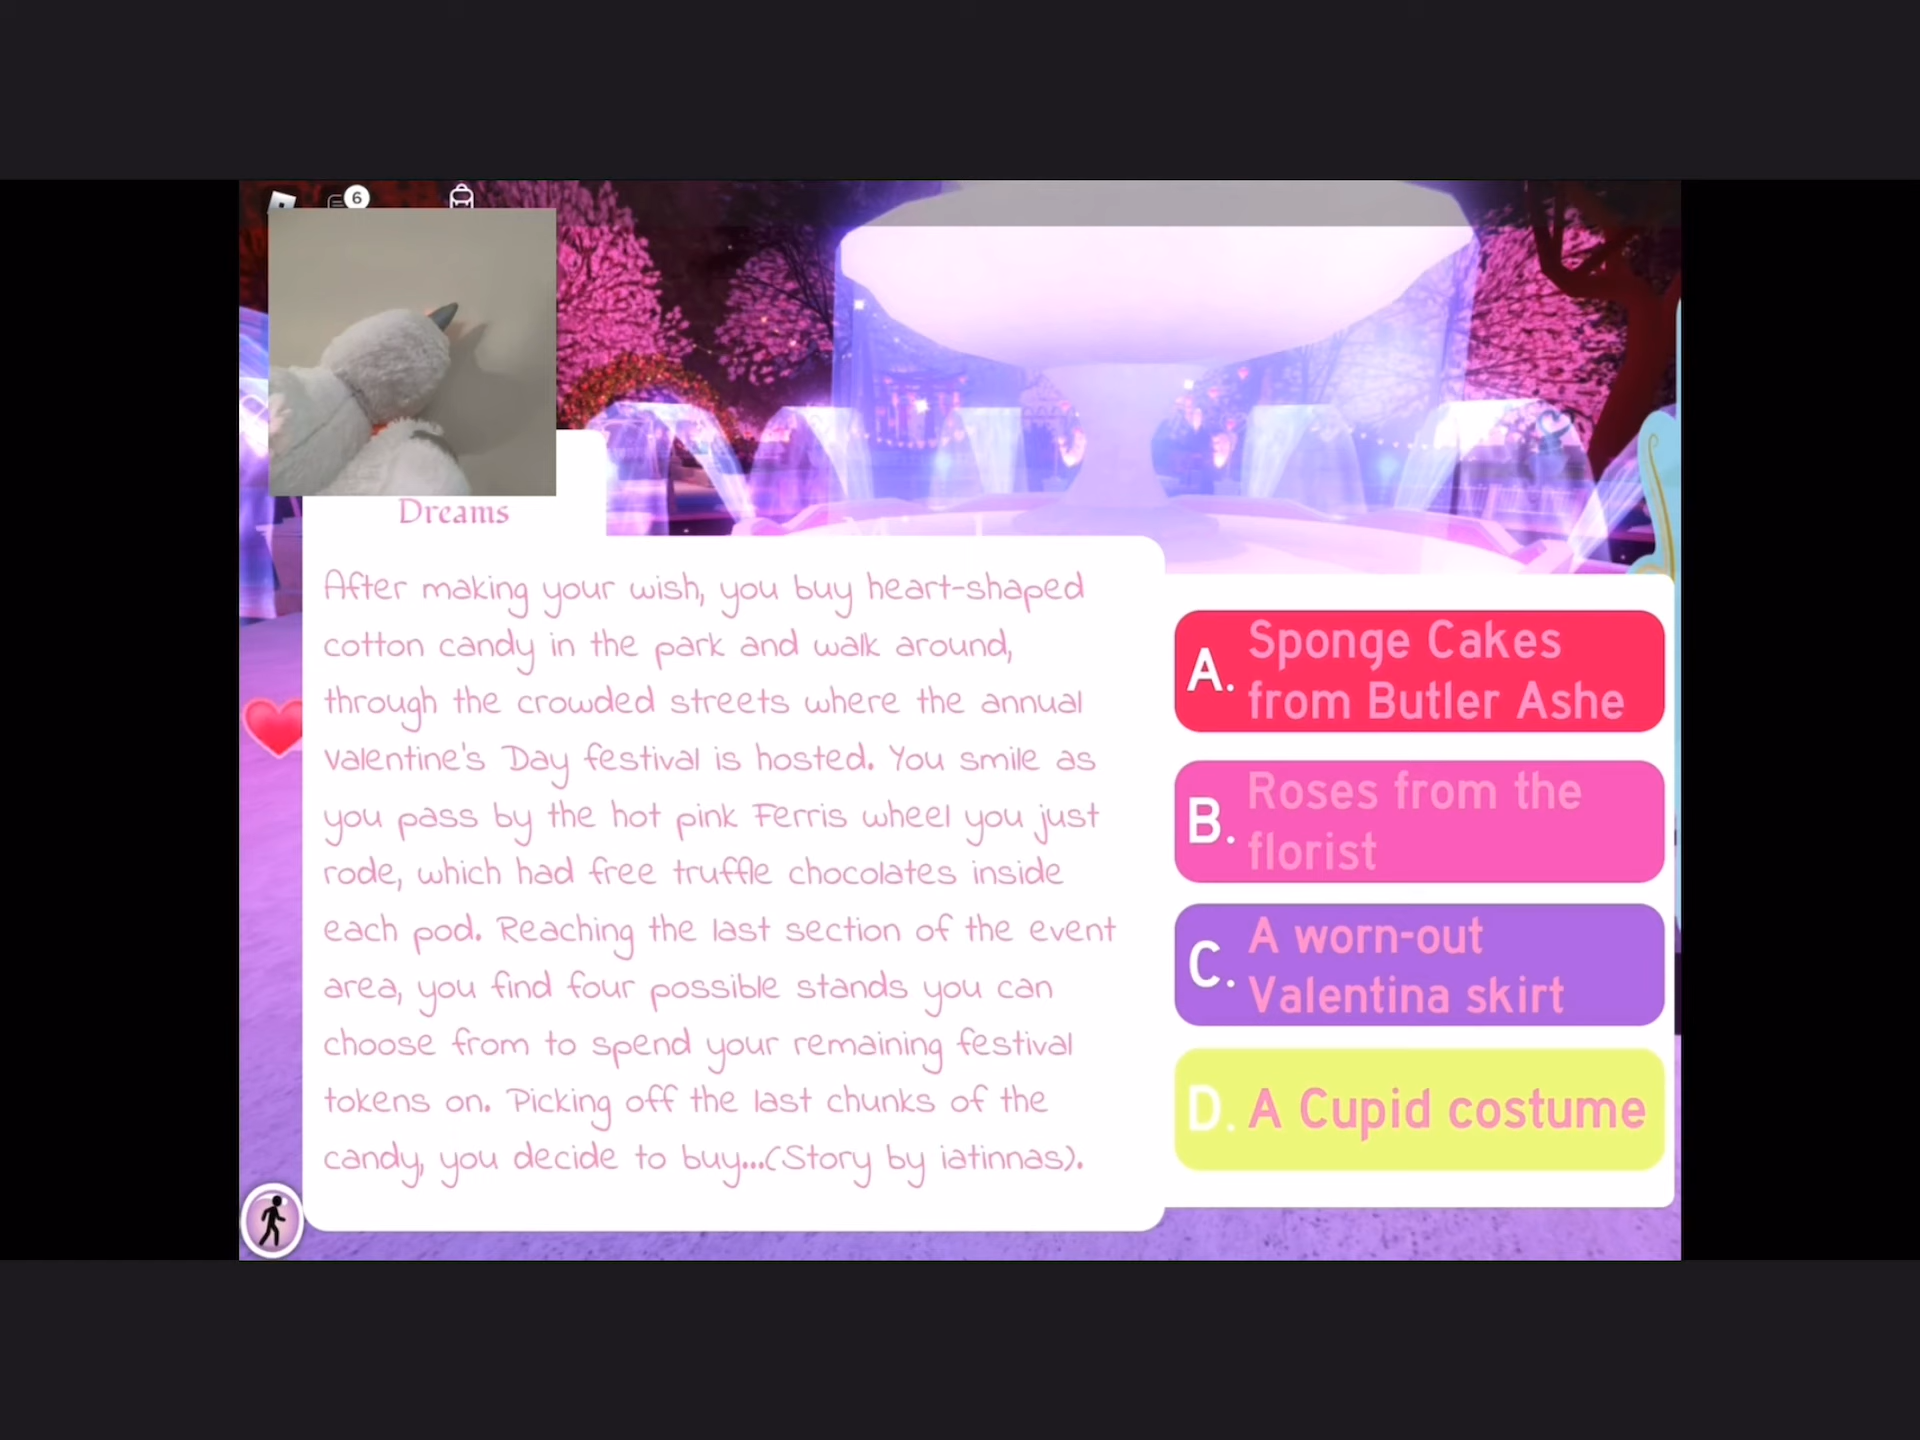 6
Dreams
After making your wish, you buy heart-shaped
cotton candy in the park and walk around,
through the crowded streets where the annual
Valentine's Day festival is hosted. You smile as
you pass by the hot pink Ferris wheel you just
rode, which had free truffle chocolates inside
each pod. Reaching the last section of the event
area, you find four possible stands you can
choose from to spend your remaining festival
tokens on. Picking off the last chunks of the
candy, you decide to buy...(Story by iatinnas).
A. Sponge Cakes
from Butler Ashe
B. Roses from the
florist
C. A worn-out
Valentina skirt
D. A Cupid costume